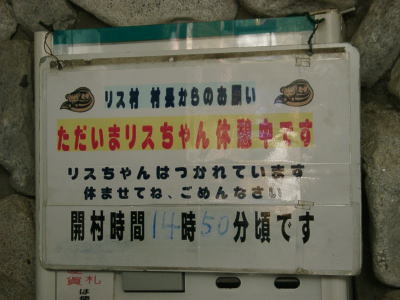 リス村 村長からのお願い
ただいまリスちゃん休憩中です
リスちゃんはつかれています
休ませてね、ごめんなさい
開村時間14時50分頃です
札
は